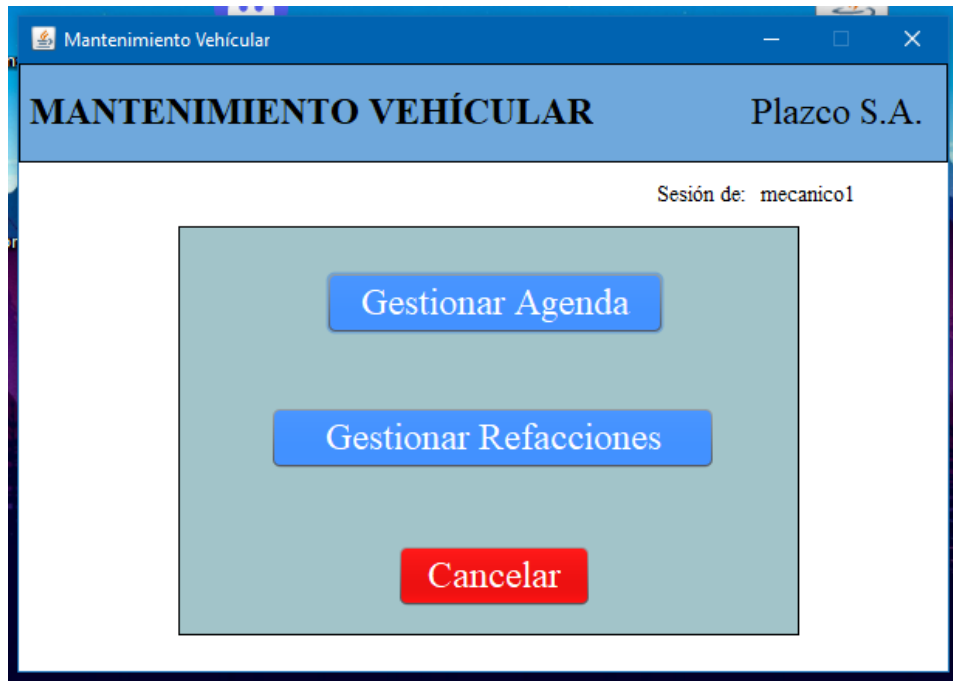 Mantenimiento Vehícular
MANTENIMIENTO VEHÍCULAR Plazco S.A.
Sesión de: mecanico1
Gestionar Agenda
Gestionar Refacciones
Cancelar